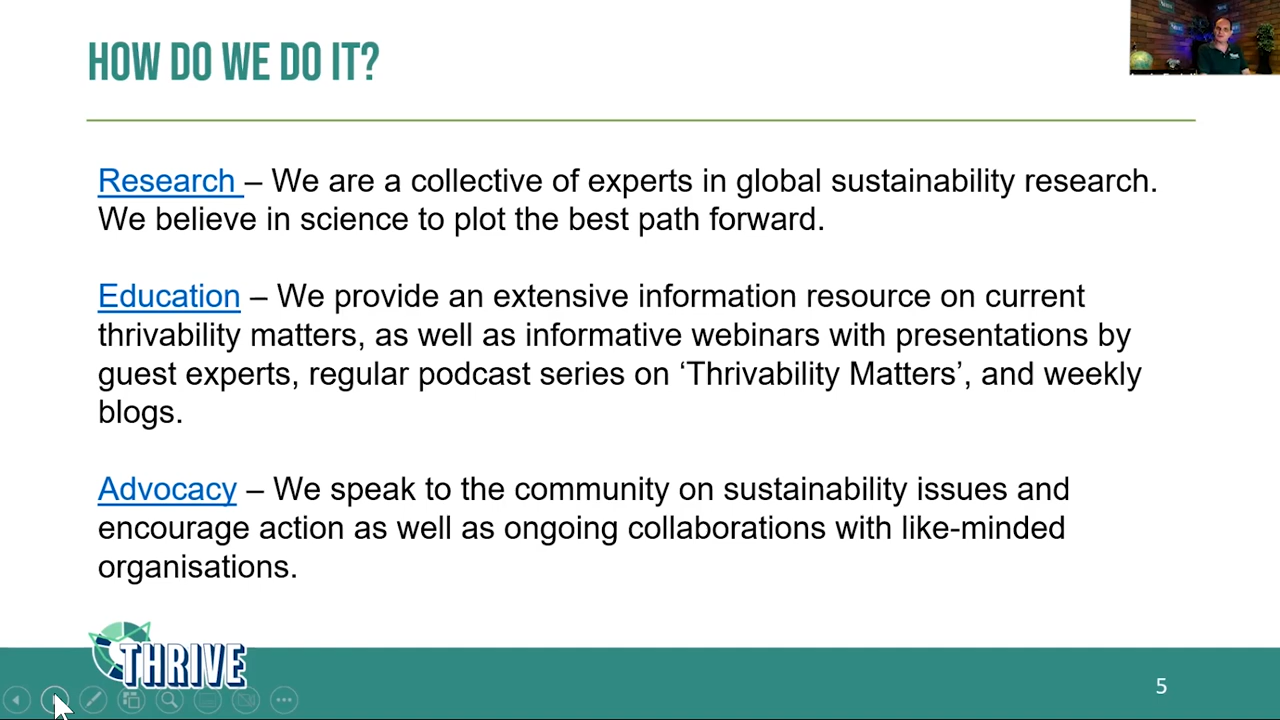 HOW DO WE DO IT?
Research – We are a collective of experts in global sustainability research.
We believe in science to plot the best path forward.
Education – We provide an extensive information resource on current
thrivability matters, as well as informative webinars with presentations by
guest experts, regular podcast series on ‘Thrivability Matters’, and weekly
blogs.
Advocacy – We speak to the community on sustainability issues and
encourage action as well as ongoing collaborations with like-minded
organisations.
THRIVE
5